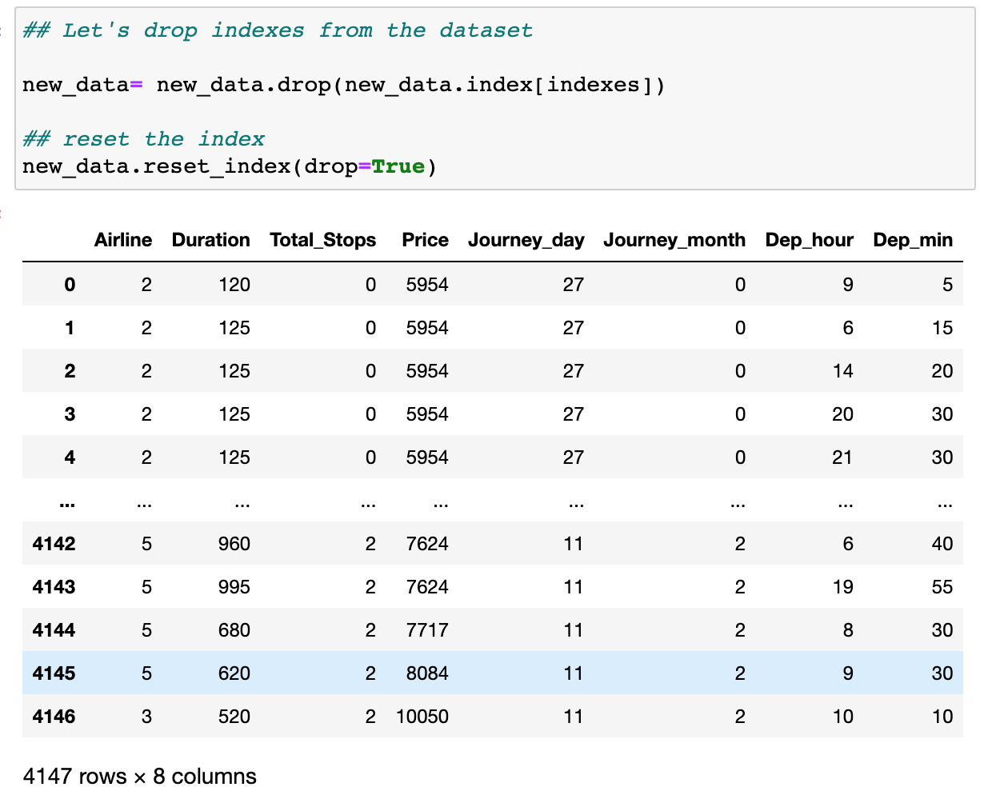 ## Let's drop indexes from the dataset
new_data= new_data.drop(new_data.index[indexes])
## reset the index
new_data.reset_index(drop=True)
Airline Duration Total_Stops Price Journey_day Journey_month Dep_hour Dep_min
0 2 120 0 5954 27 0 9 5
1 2 125 0 5954 27 0 6 15
2 2 125 0 5954 27 0 14 20
3 2 125 0 5954 27 0 20 30
4 2 125 0 5954 27 0 21 30
... ... ... ... ... ... ... ... ...
4142 5 960 2 7624 11 2 6 40
4143 5 995 2 7624 11 2 19 55
4144 5 680 2 7717 11 2 8 30
4145 5 620 2 8084 11 2 9 30
4146 3 520 2 10050 11 2 10 10
4147 rows × 8 columns